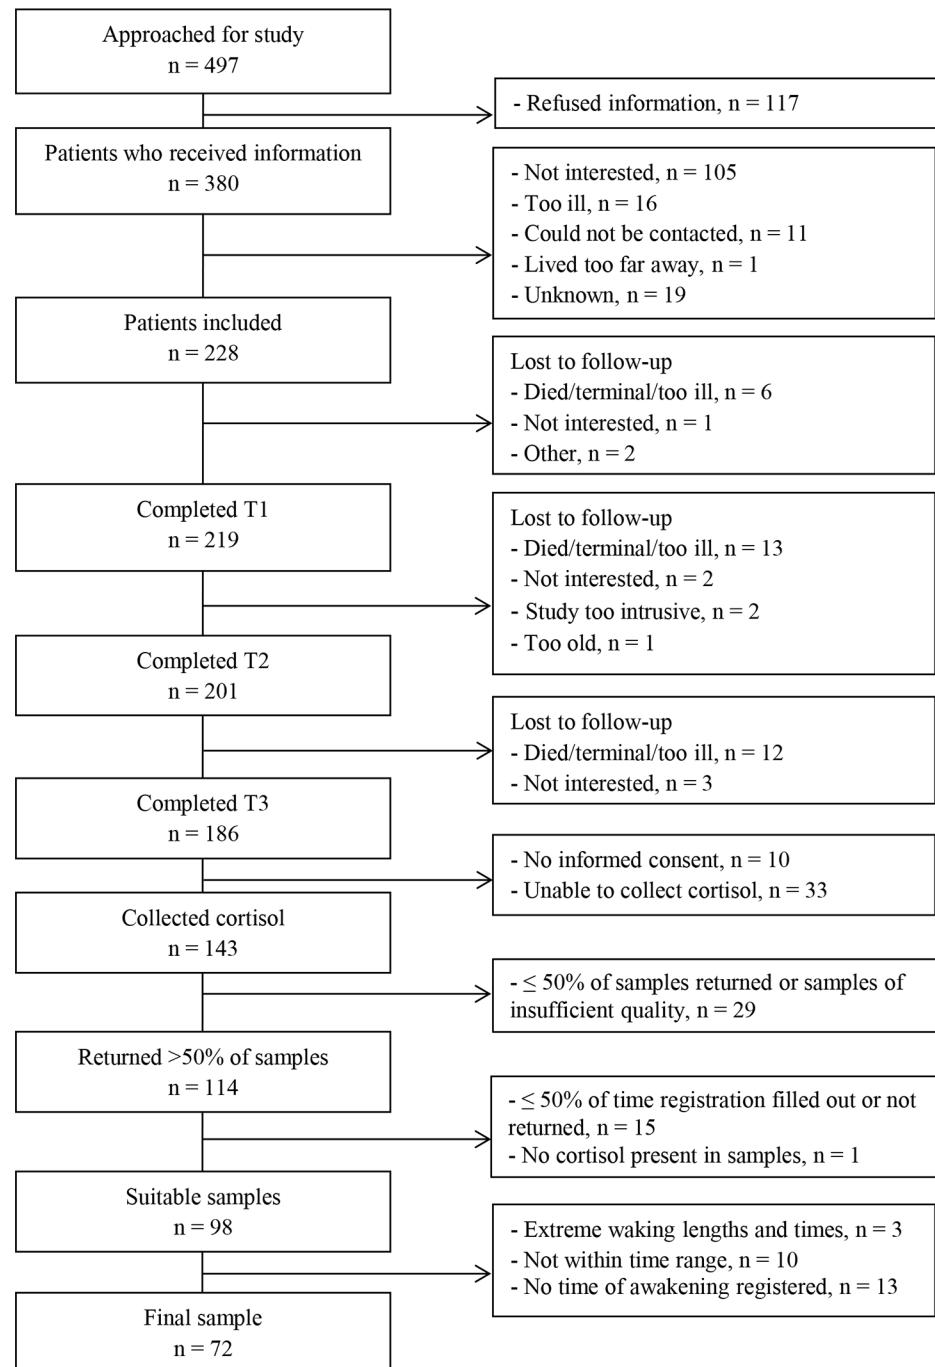 Approached for study
n = 497
- Refused information, n = 117
Patients who received information
n = 380
- Not interested, n = 105
- Too ill, n = 16
- Could not be contacted, n = 11
- Lived too far away, n = 1
- Unknown, n = 19
Patients included
n = 228
Lost to follow-up
- Died/terminal/too ill, n = 6
- Not interested, n = 1
- Other, n = 2
Completed T1
n = 219
Lost to follow-up
- Died/terminal/too ill, n = 13
- Not interested, n = 2
- Study too intrusive, n = 2
- Too old, n = 1
Completed T2
n = 201
Lost to follow-up
- Died/terminal/too ill, n = 12
- Not interested, n = 3
Completed T3
n = 186
- No informed consent, n = 10
- Unable to collect cortisol, n = 33
Collected cortisol
n = 143
- ≤ 50% of samples returned or samples of
insufficient quality, n = 29
Returned >50% of samples
n = 114
- ≤ 50% of time registration filled out or not
returned, n = 15
- No cortisol present in samples, n = 1
Suitable samples
n = 98
- Extreme waking lengths and times, n = 3
- Not within time range, n = 10
- No time of awakening registered, n = 13
Final sample
n = 72